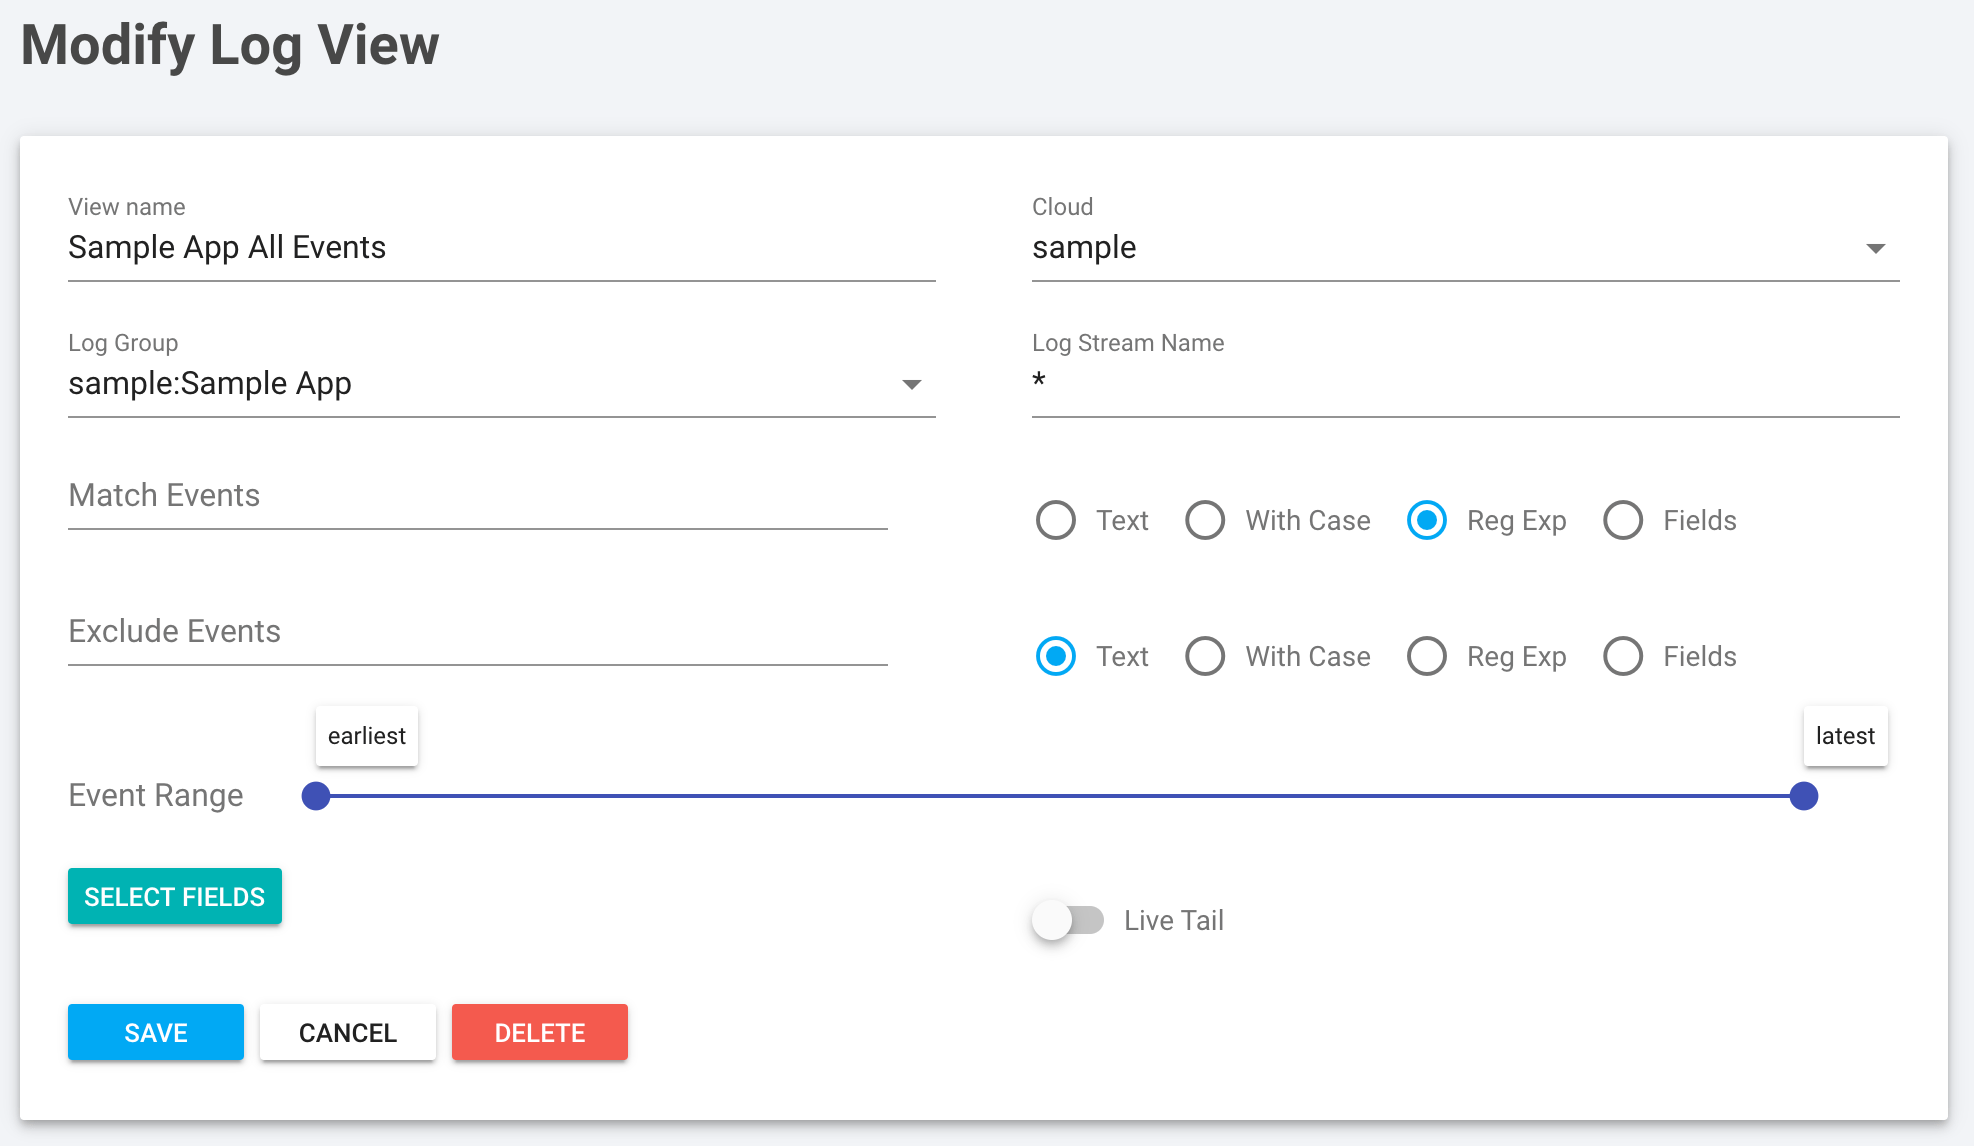 Modify Log View
View name
Cloud
Sample App All Events
sample
Log Group
Log Stream Name
sample:Sample App
*
Match Events
Text With Case Reg Exp Fields
Exclude Events
Text With Case Reg Exp Fields
earliest
latest
Event Range
SELECT FIELDS
Live Tail
SAVE CANCEL DELETE